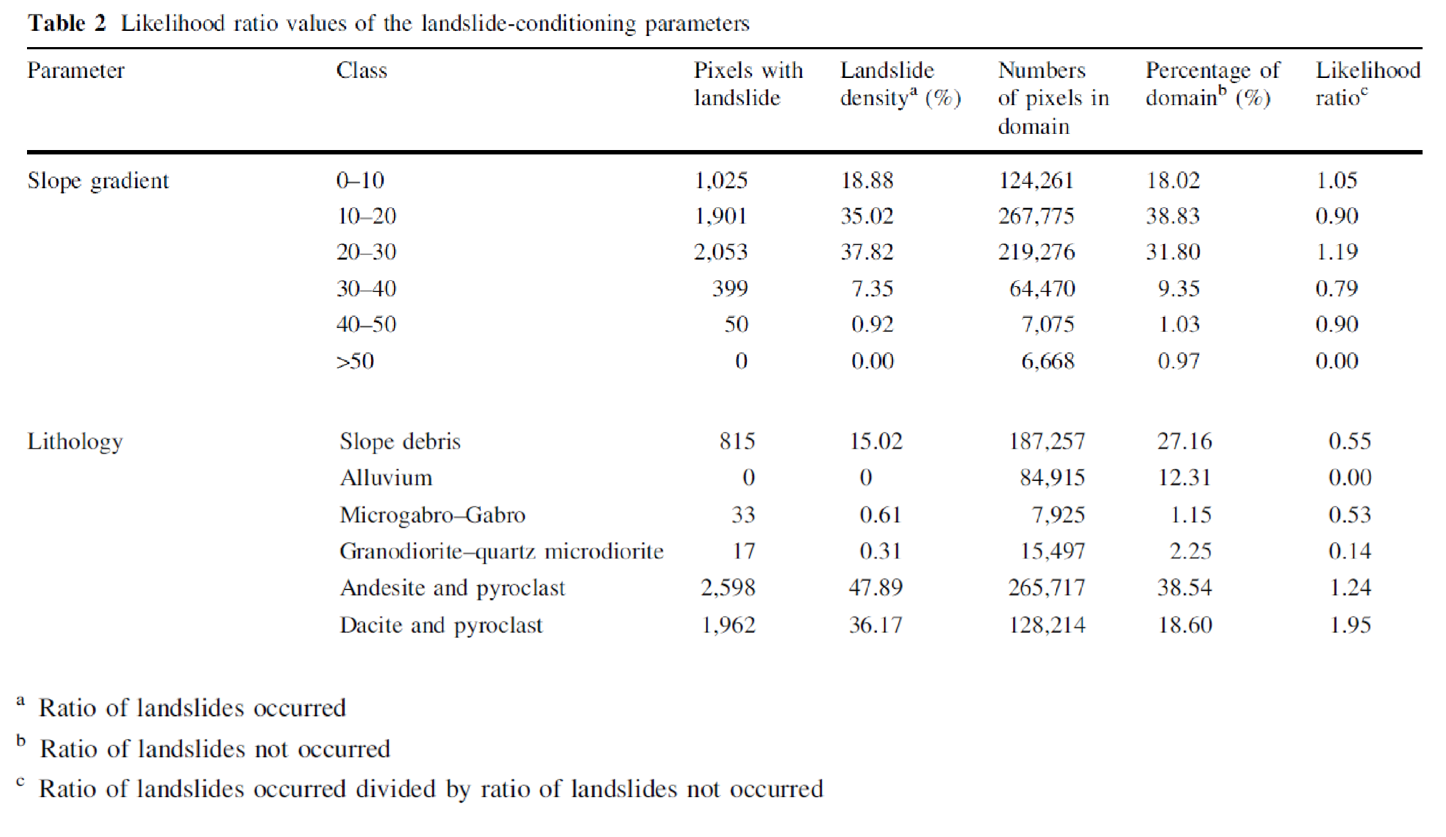 Table 2 Likelihood ratio values of the landslide-conditioning parameters
Parameter Class Pixels with landslide Landslide densityᵃ (%) Numbers of pixels in domain Percentage of domainᵇ (%) Likelihood ratioᶜ
Slope gradient 0–10 1,025 18.88 124,261 18.02 1.05
10–20 1,901 35.02 267,775 38.83 0.90
20–30 2,053 37.82 219,276 31.80 1.19
30–40 399 7.35 64,470 9.35 0.79
40–50 50 0.92 7,075 1.03 0.90
>50 0 0.00 6,668 0.97 0.00
Lithology Slope debris 815 15.02 187,257 27.16 0.55
Alluvium 0 0 84,915 12.31 0.00
Microgabro–Gabro 33 0.61 7,925 1.15 0.53
Granodiorite–quartz microdiorite 17 0.31 15,497 2.25 0.14
Andesite and pyroclast 2,598 47.89 265,717 38.54 1.24
Dacite and pyroclast 1,962 36.17 128,214 18.60 1.95
ᵃ Ratio of landslides occurred
ᵇ Ratio of landslides not occurred
ᶜ Ratio of landslides occurred divided by ratio of landslides not occurred